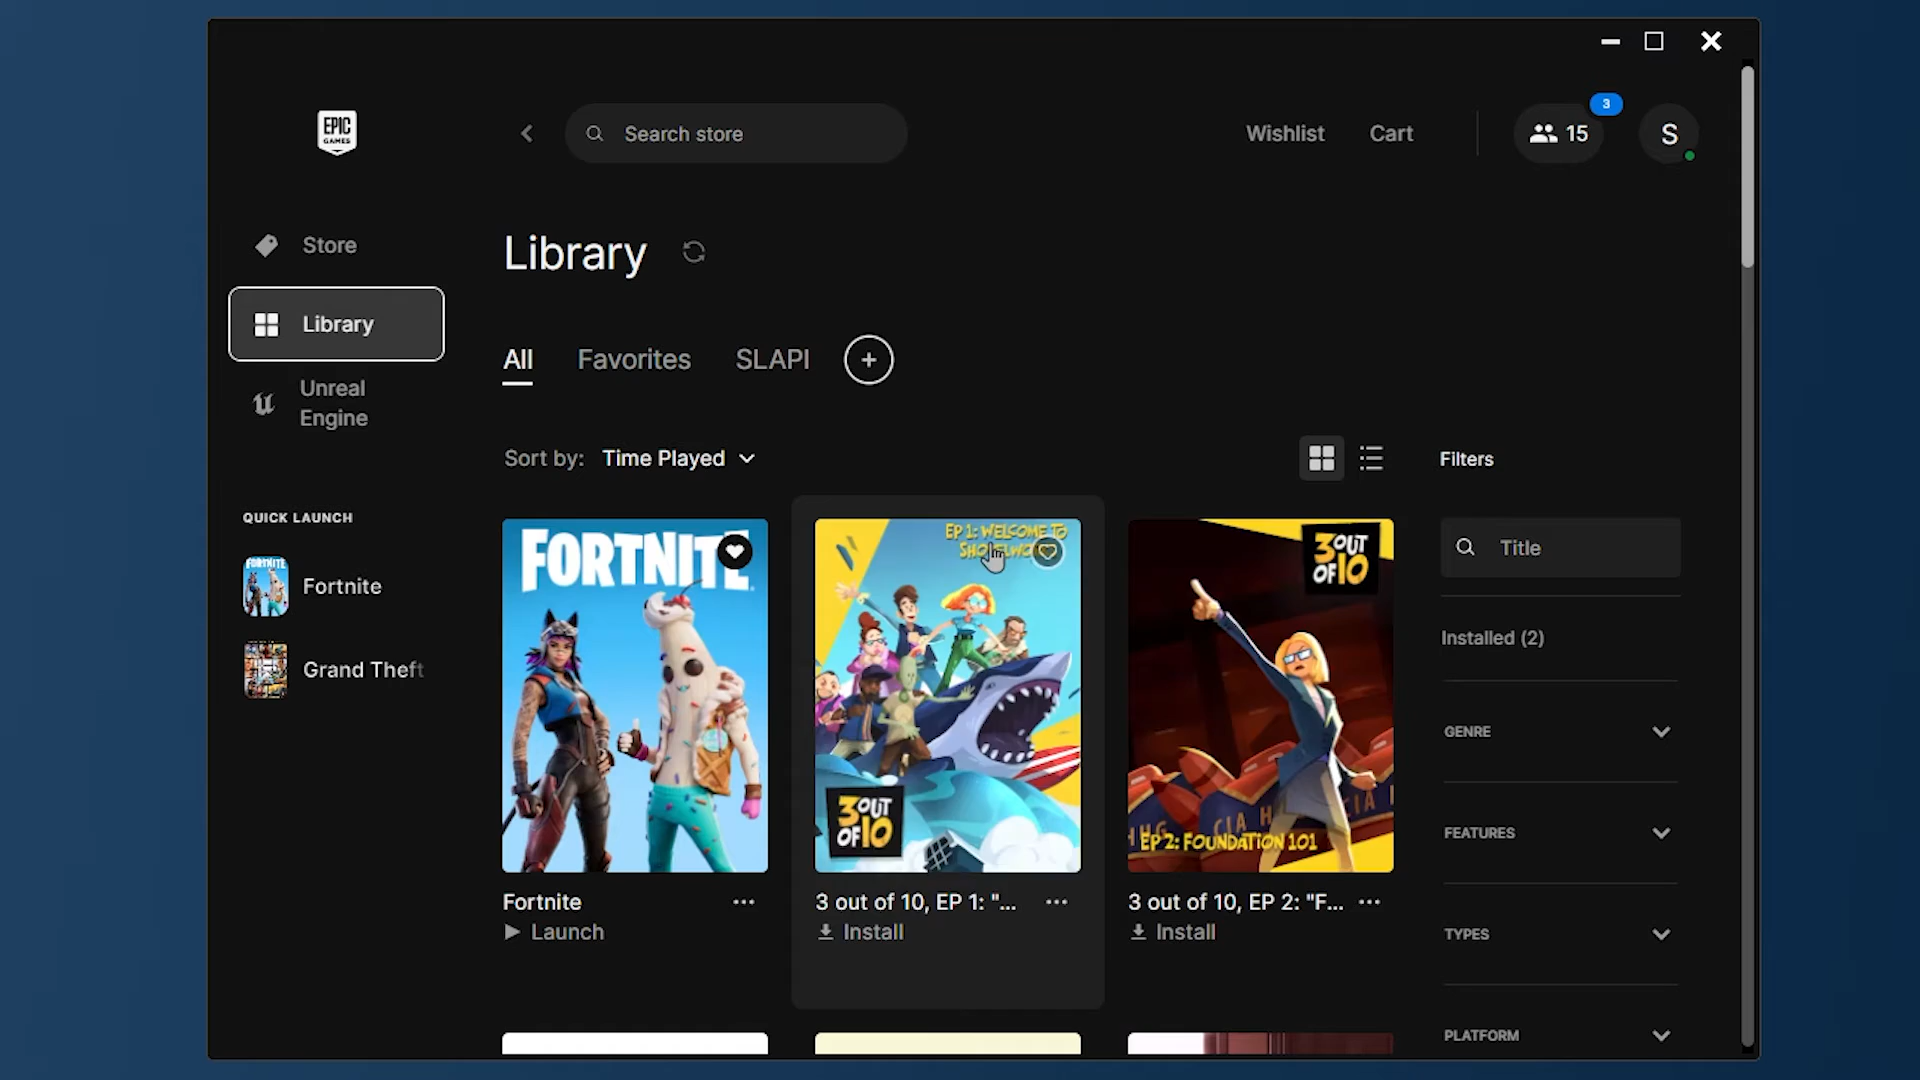 EPIC
GAMES
Search store
Wishlist
Cart
3
15
S
Store
Library
Unreal
Engine
QUICK LAUNCH
Fortnite
Grand Theft
Library
All
Favorites
SLAPI
Sort by: Time Played
FORTNITE
Fortnite
Launch
EP 1: WELCOME TO
3 OUT
OF 10
3 out of 10, EP 1: "...
Install
3 OUT
OF 10
EP 2: FOUNDATION 101
3 out of 10, EP 2: "F...
Install
Filters
Title
Installed (2)
GENRE
FEATURES
TYPES
PLATFORM